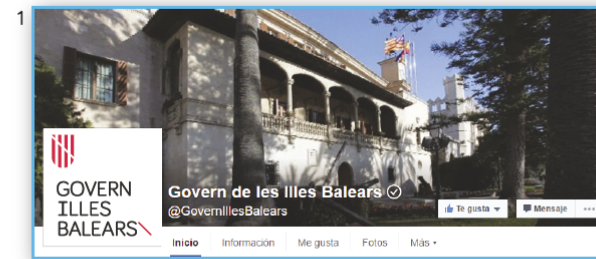 1
GOVERN
ILLES
BALEARS
Govern de les Illes Balears
@GovernIllesBalears
Te gusta
Mensaje
Inicio Información Me gusta Fotos Más